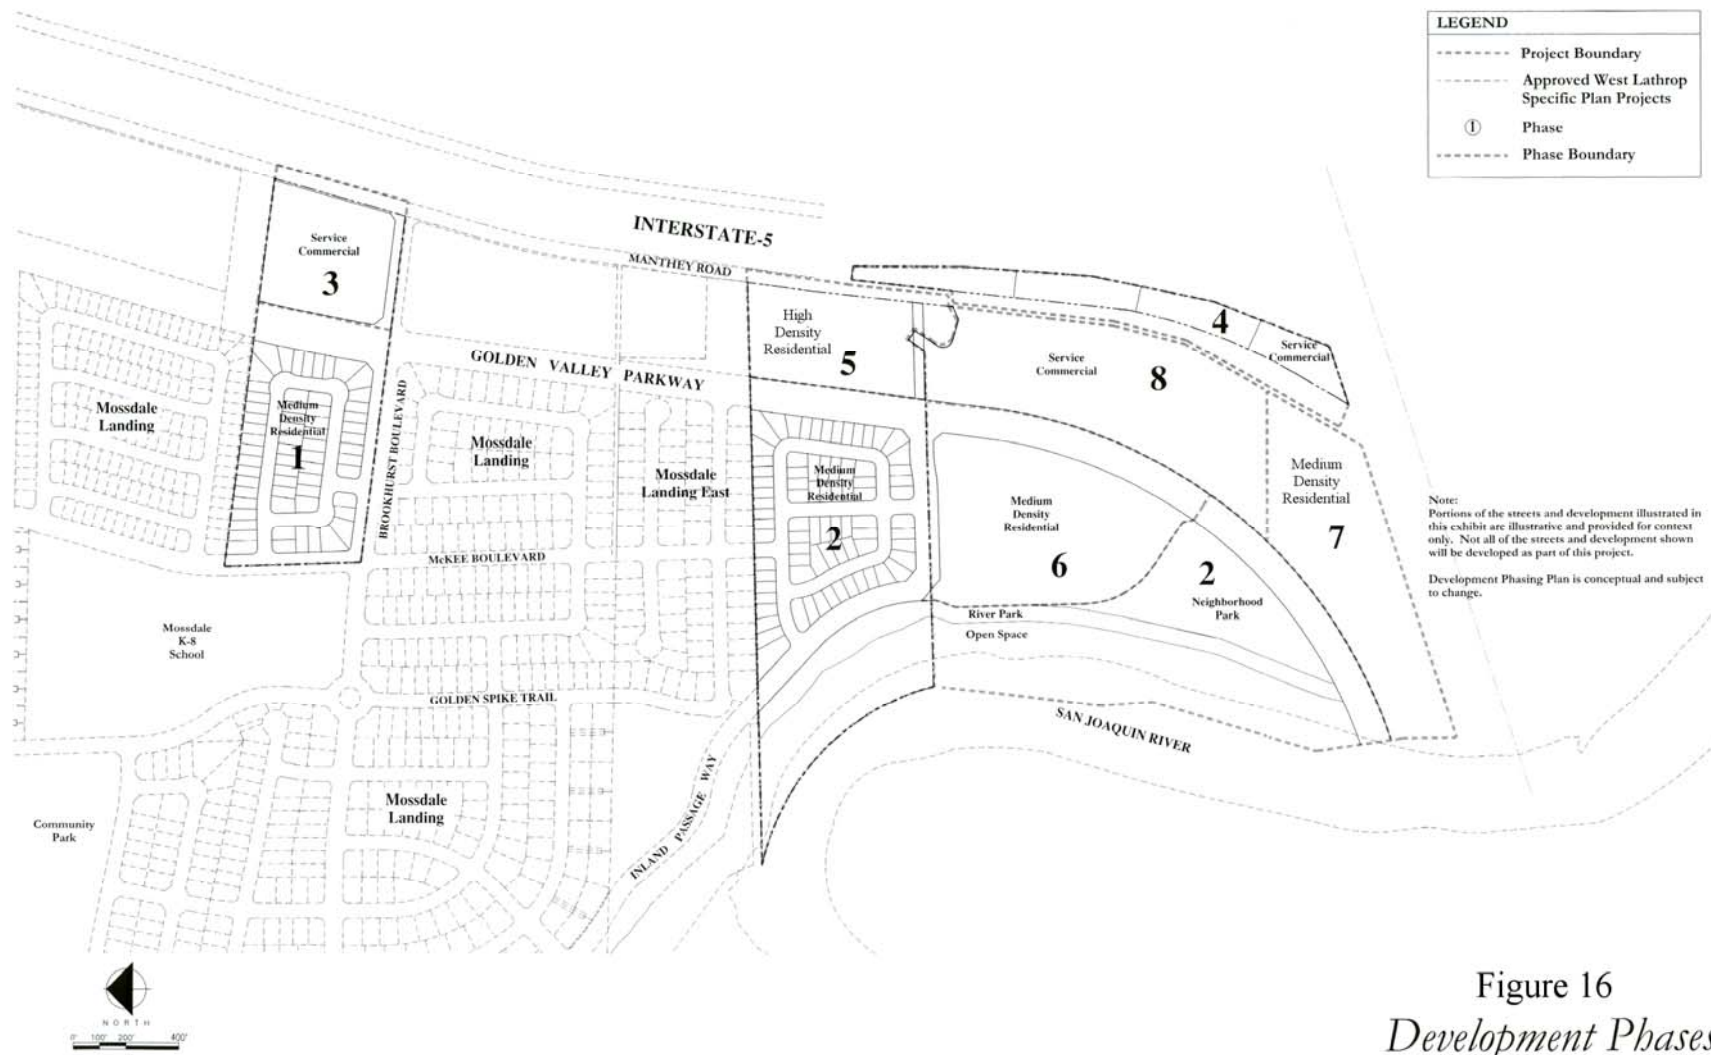 LEGEND
Project Boundary
Approved West Lathrop
Specific Plan Projects
1 Phase
Phase Boundary
INTERSTATE-5
MANTHEY ROAD
Service
Commercial
3
High
Density
Residential
5
Service
Commercial
8
4
Service
Commercial
GOLDEN VALLEY PARKWAY
BROOKHURST BOULEVARD
Mossdale
Landing
Medium
Density
Residential
1
Mossdale
Landing
Mossdale
Landing East
Medium
Density
Residential
2
Medium
Density
Residential
6
Medium
Density
Residential
7
2
Neighborhood
Park
River Park
Open Space
McKEE BOULEVARD
Mossdale
K-8
School
GOLDEN SPIKE TRAIL
SAN JOAQUIN RIVER
INLAND PASSAGE WAY
Mossdale
Landing
Community
Park
Note:
Portions of the streets and development illustrated in
this exhibit are illustrative and provided for context
only. Not all of the streets and development shown
will be developed as part of this project.
Development Phasing Plan is conceptual and subject
to change.
NORTH
0' 100' 200' 400'
Figure 16
Development Phases